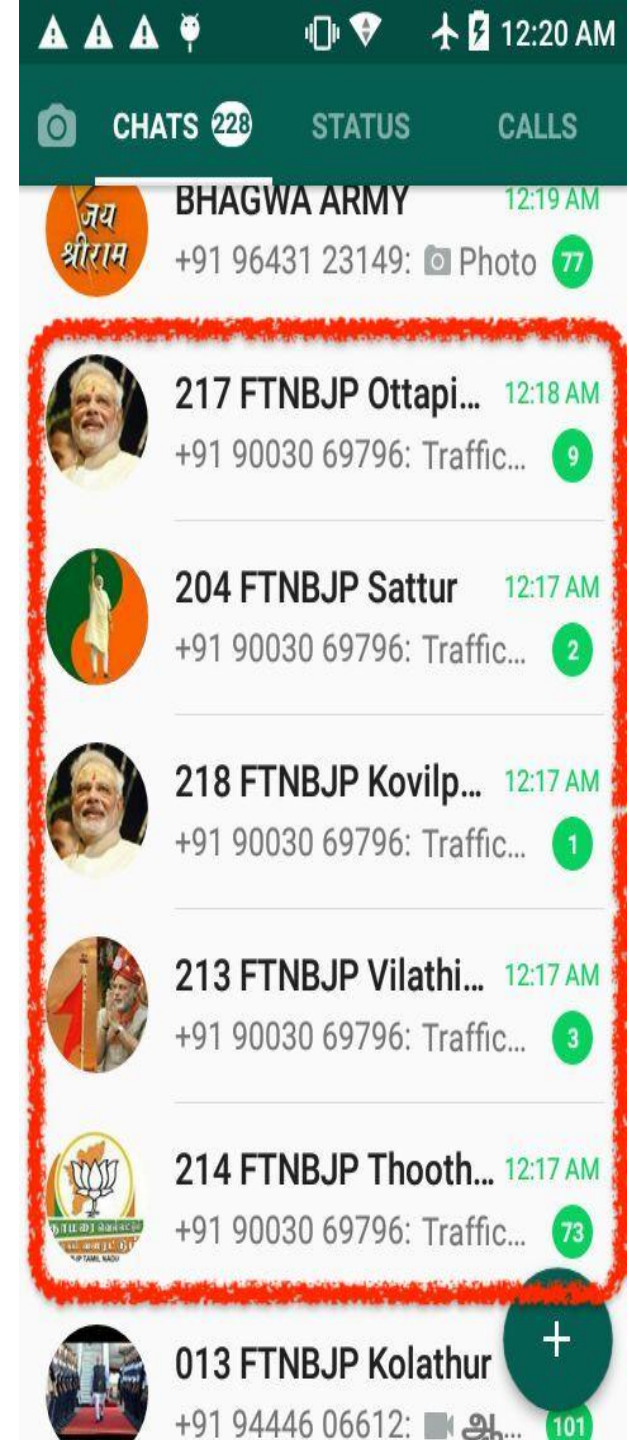 12:20 AM
CHATS 228 STATUS CALLS
जय
श्रीराम
BHAGWA ARMY 12:19 AM
+91 96431 23149: Photo 77
217 FTNBJP Ottapi... 12:18 AM
+91 90030 69796: Traffic... 9
204 FTNBJP Sattur 12:17 AM
+91 90030 69796: Traffic... 2
218 FTNBJP Kovilp... 12:17 AM
+91 90030 69796: Traffic... 1
213 FTNBJP Vilathi... 12:17 AM
+91 90030 69796: Traffic... 3
214 FTNBJP Thooth... 12:17 AM
+91 90030 69796: Traffic... 73
TAMIL NADU
013 FTNBJP Kolathur
+91 94446 06612: ஆ... 101